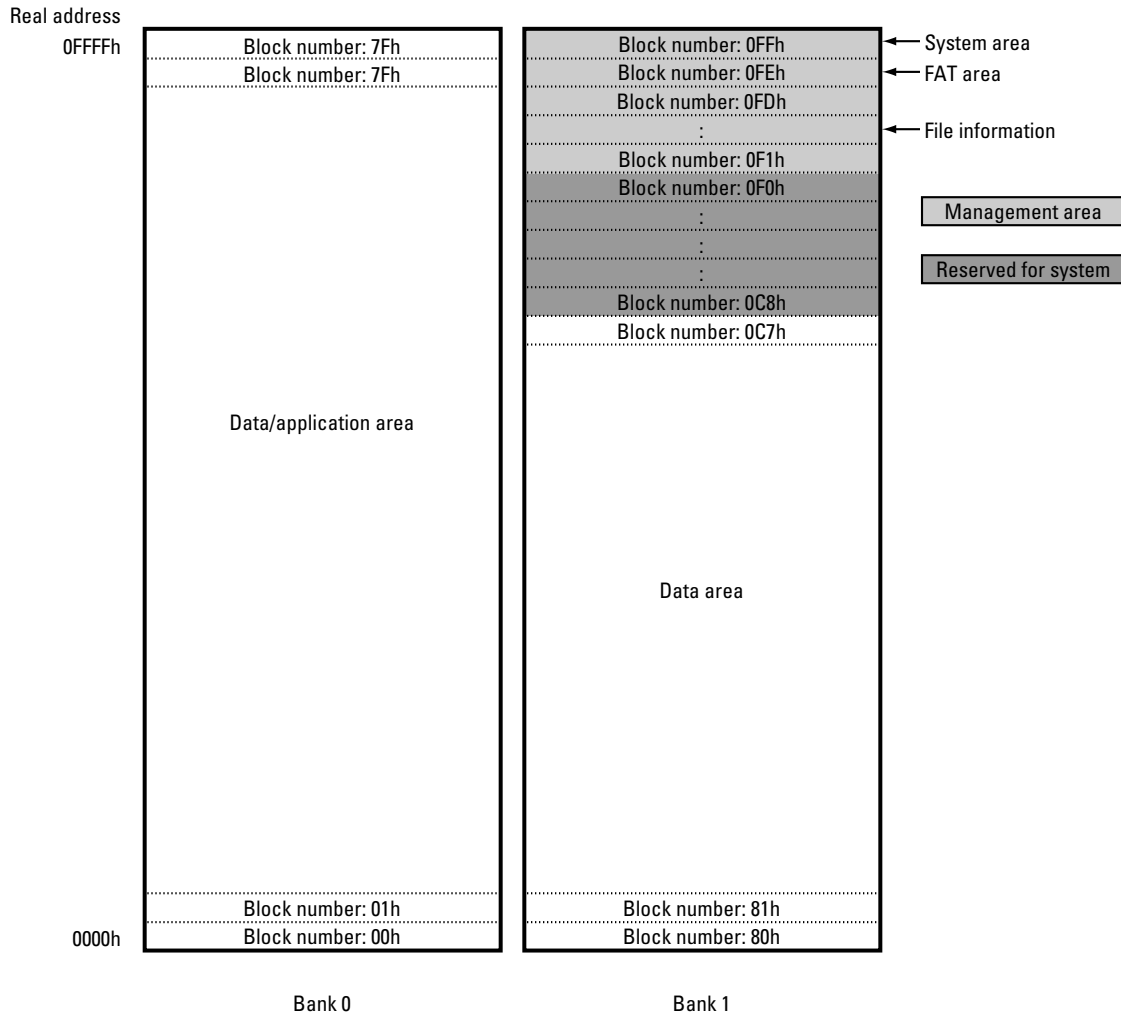 Real address
0FFFFh
0000h
Block number: 7Fh
Block number: 7Fh
Data/application area
Block number: 01h
Block number: 00h
Bank 0
Block number: 0FFh
Block number: 0FEh
Block number: 0FDh
:
Block number: 0F1h
Block number: 0F0h
:
:
:
Block number: 0C8h
Block number: 0C7h
Data area
Block number: 81h
Block number: 80h
Bank 1
System area
FAT area
File information
Management area
Reserved for system